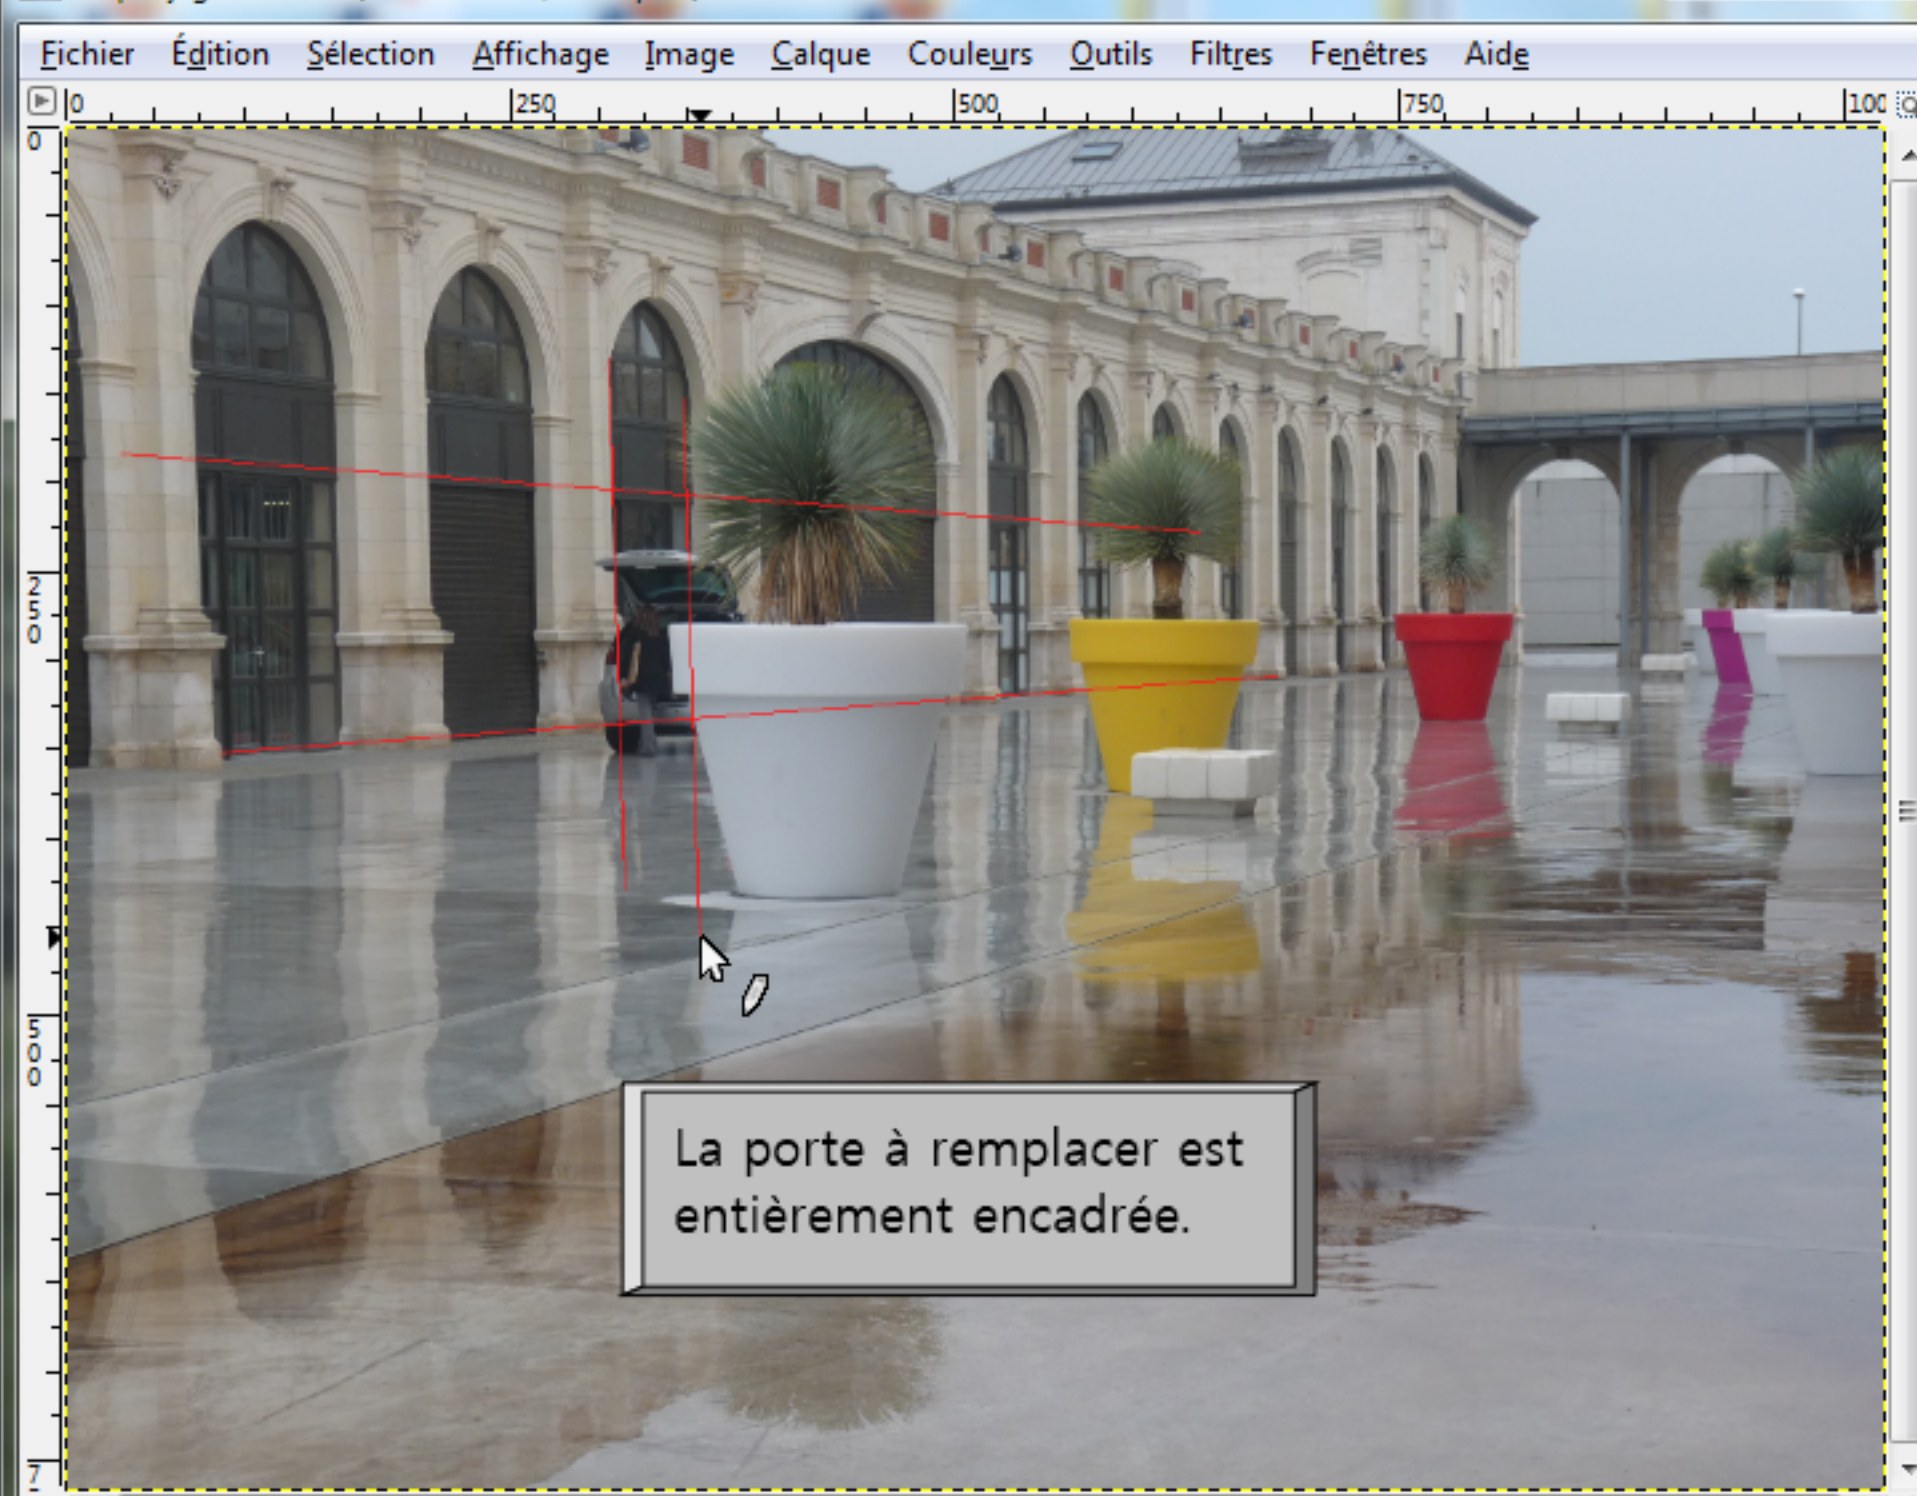 Fichier Édition Sélection Affichage Image Calque Couleurs Outils Filtres Fenêtres Aide
0 250 500 750 100
0
250
500
7
La porte à remplacer est
entièrement encadrée.